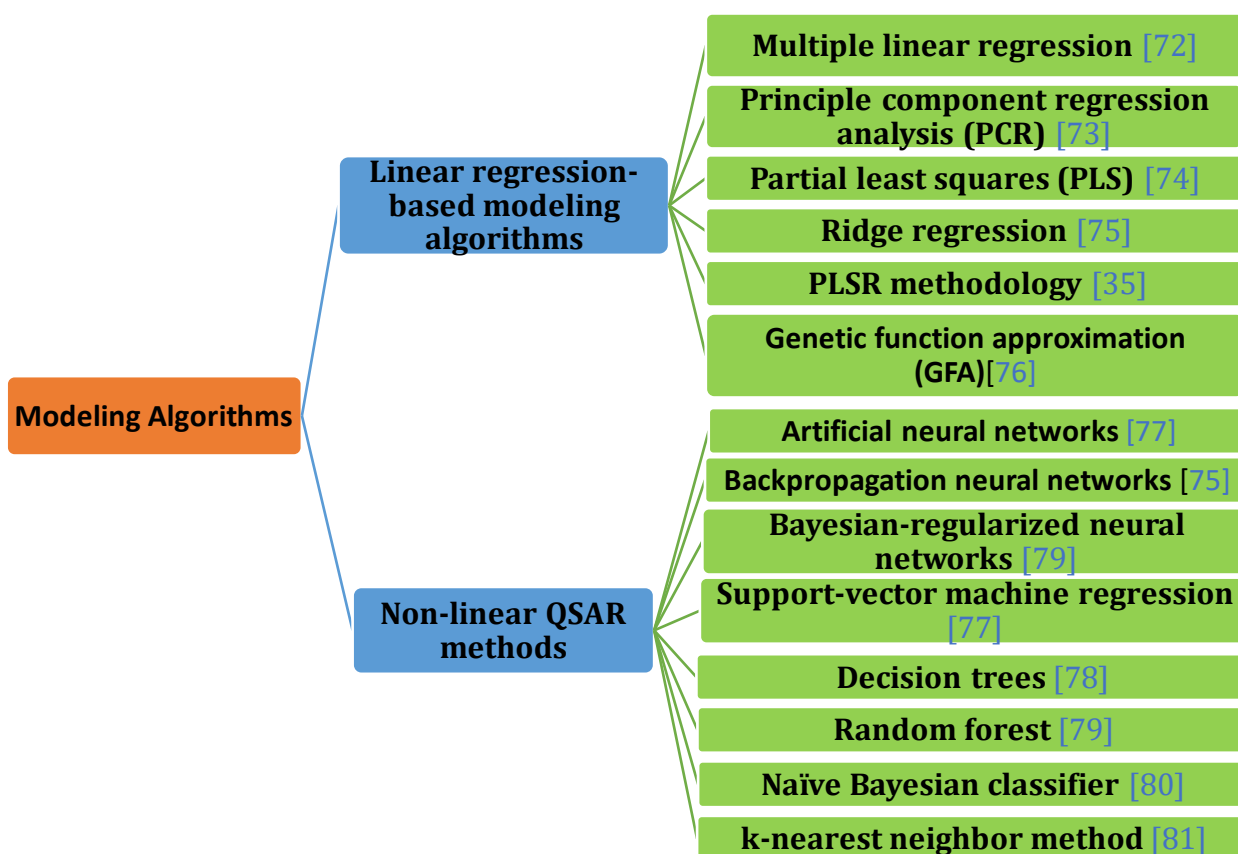 Modeling Algorithms
Linear regression-
based modeling
algorithms
Multiple linear regression [72]
Principle component regression
analysis (PCR) [73]
Partial least squares (PLS) [74]
Ridge regression [75]
PLSR methodology [35]
Genetic function approximation
(GFA)[76]
Non-linear QSAR
methods
Artificial neural networks [77]
Backpropagation neural networks [75]
Bayesian-regularized neural
networks [79]
Support-vector machine regression
[77]
Decision trees [78]
Random forest [79]
Naïve Bayesian classifier [80]
k-nearest neighbor method [81]